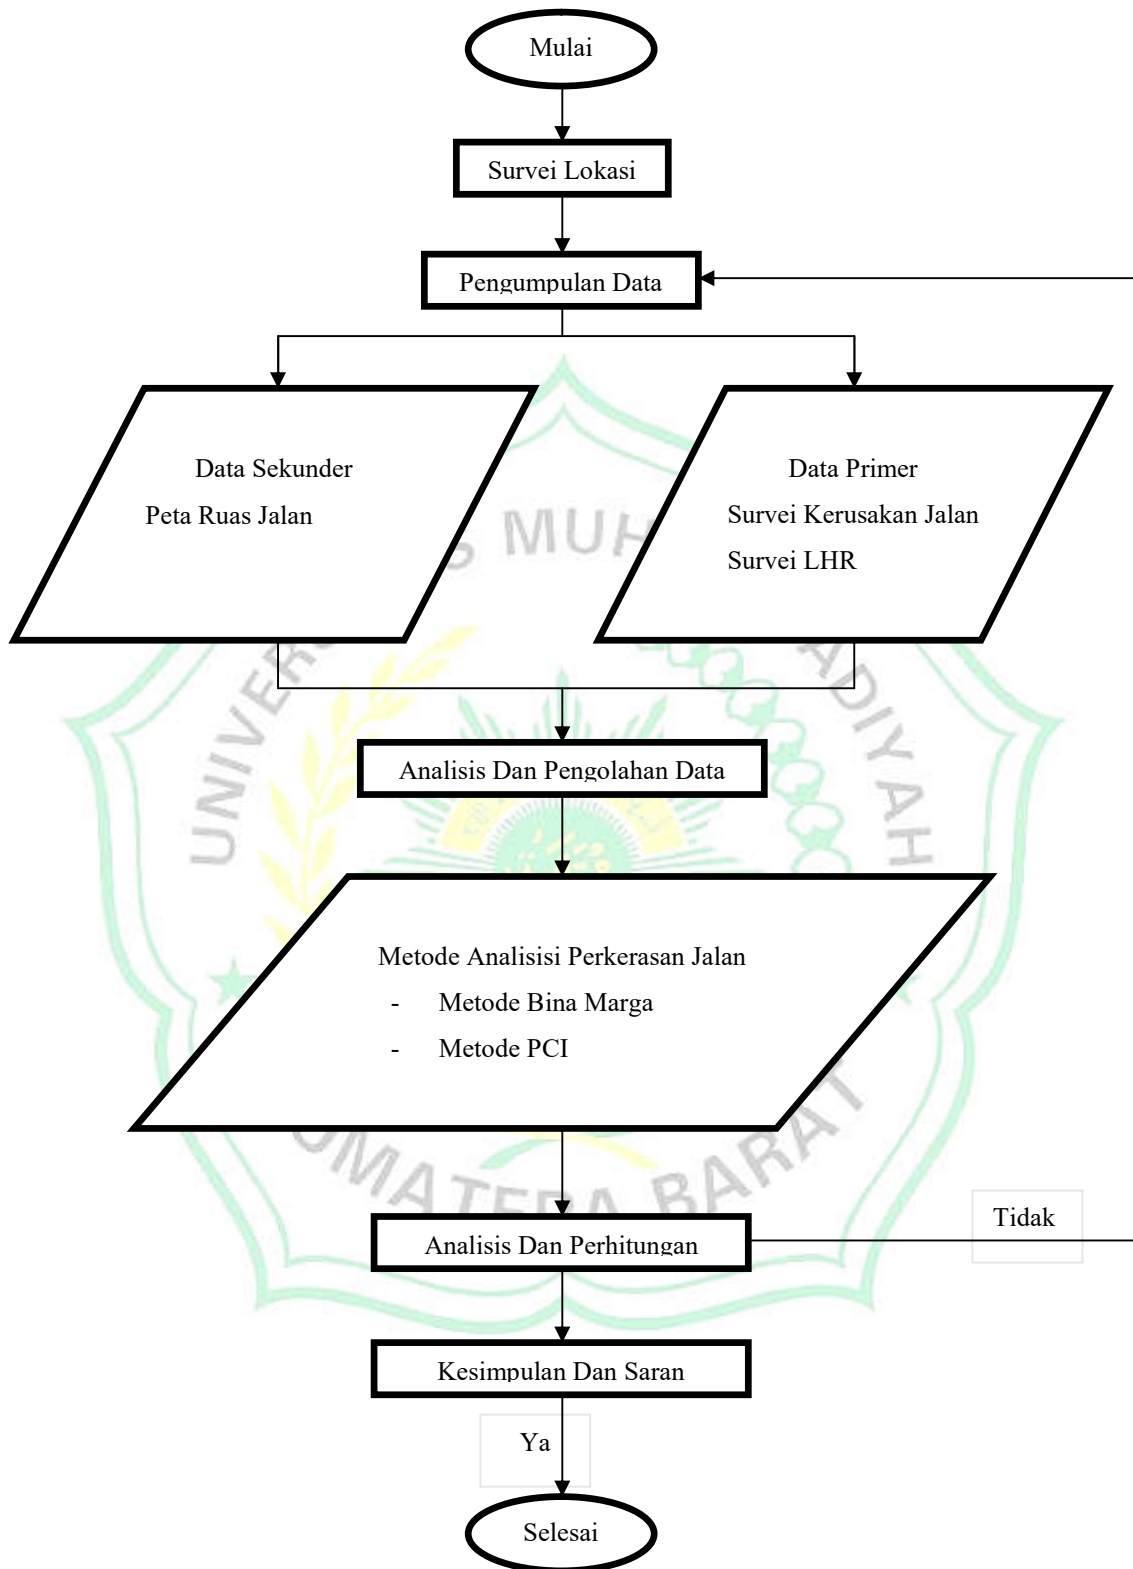 Mulai
Survei Lokasi
Pengumpulan Data
Data Sekunder
Peta Ruas Jalan
Data Primer
Survei Kerusakan Jalan
Survei LHR
Analisis Dan Pengolahan Data
Metode Analisisi Perkerasan Jalan
- Metode Bina Marga
- Metode PCI
Analisis Dan Perhitungan
Tidak
Kesimpulan Dan Saran
Ya
Selesai